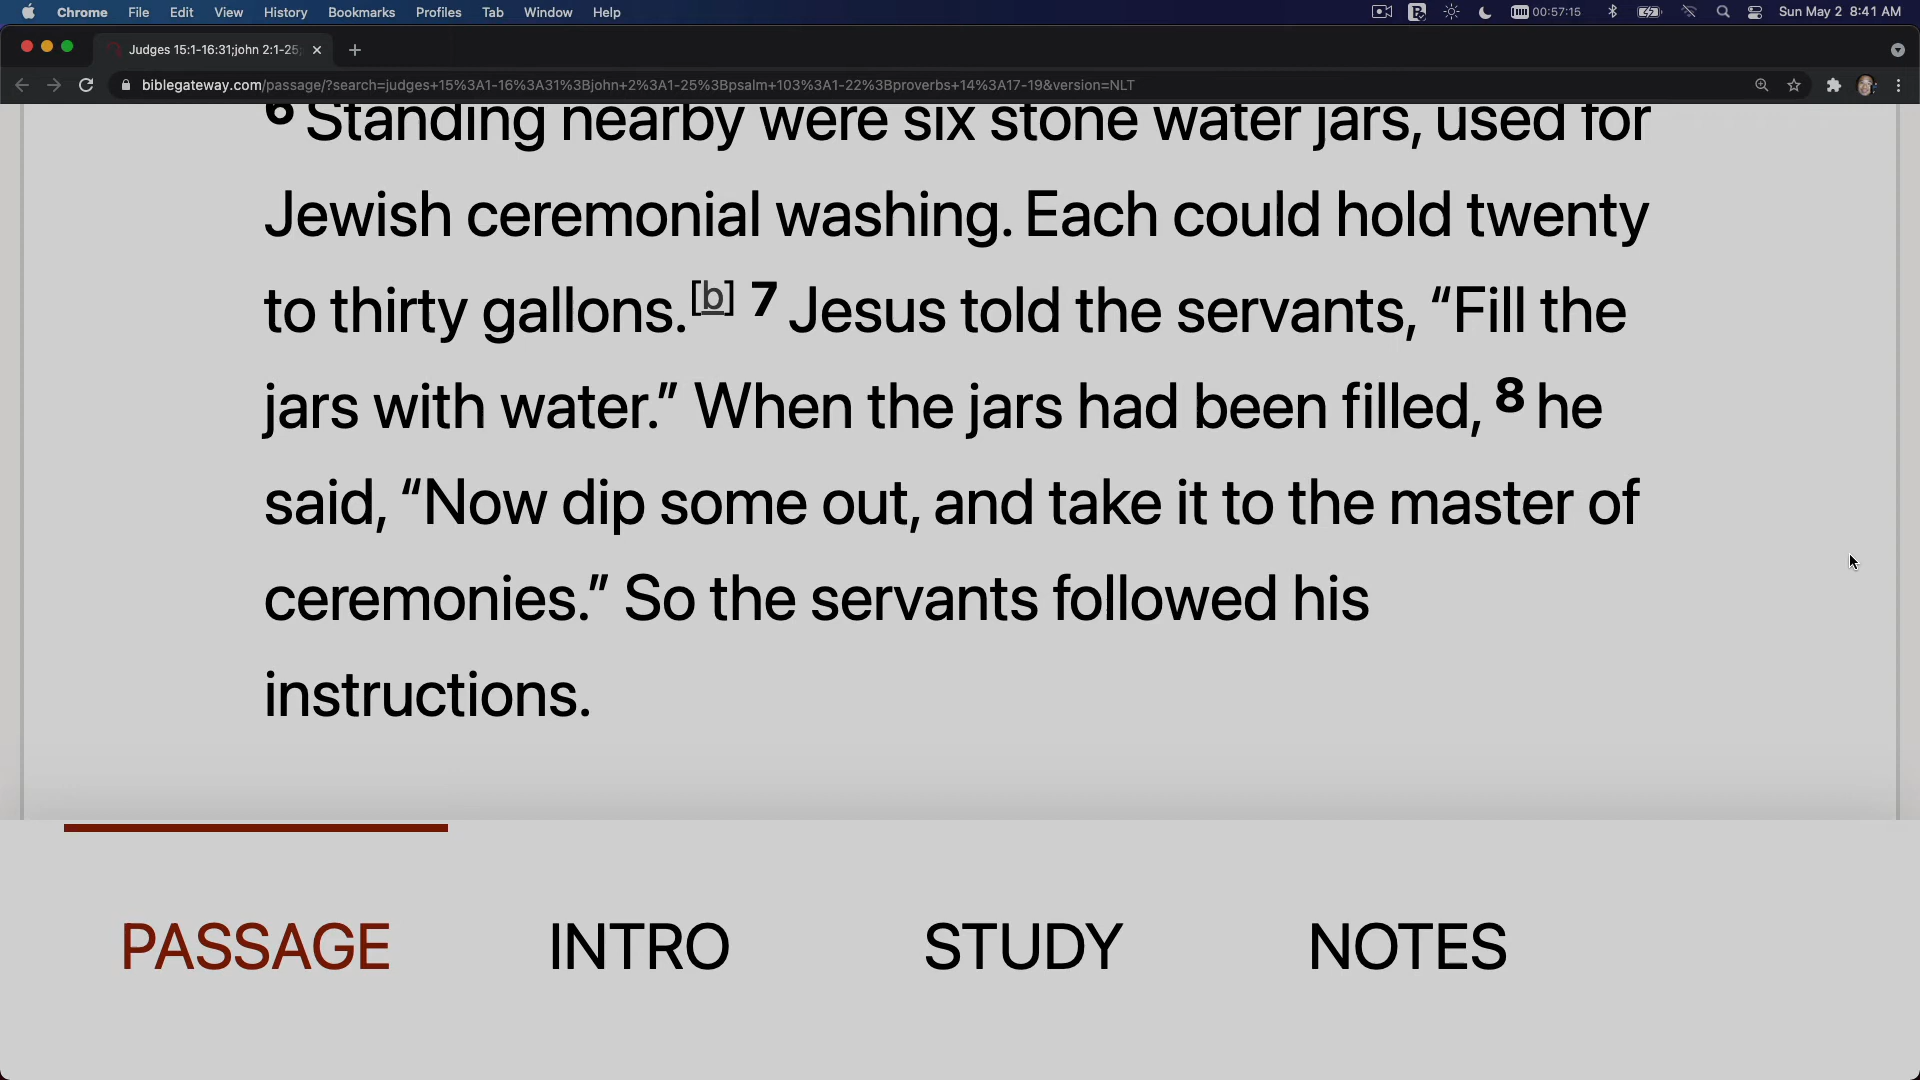 Chrome File Edit View History Bookmarks Profiles Tab Window Help 00:57:15 Sun May 2 8:41 AM
Judges 15:1-16:31;john 2:1-25;
biblegateway.com/passage/?search=judges+15%3A1-16%3A31%3Bjohn+2%3A1-25%3Bpsalm+103%3A1-22%3Bproverbs+14%3A17-19&version=NLT
6 Standing nearby were six stone water jars, used for
Jewish ceremonial washing. Each could hold twenty
to thirty gallons.[b] 7 Jesus told the servants, “Fill the
jars with water.” When the jars had been filled, 8 he
said, “Now dip some out, and take it to the master of
ceremonies.” So the servants followed his
instructions.
PASSAGE INTRO STUDY NOTES